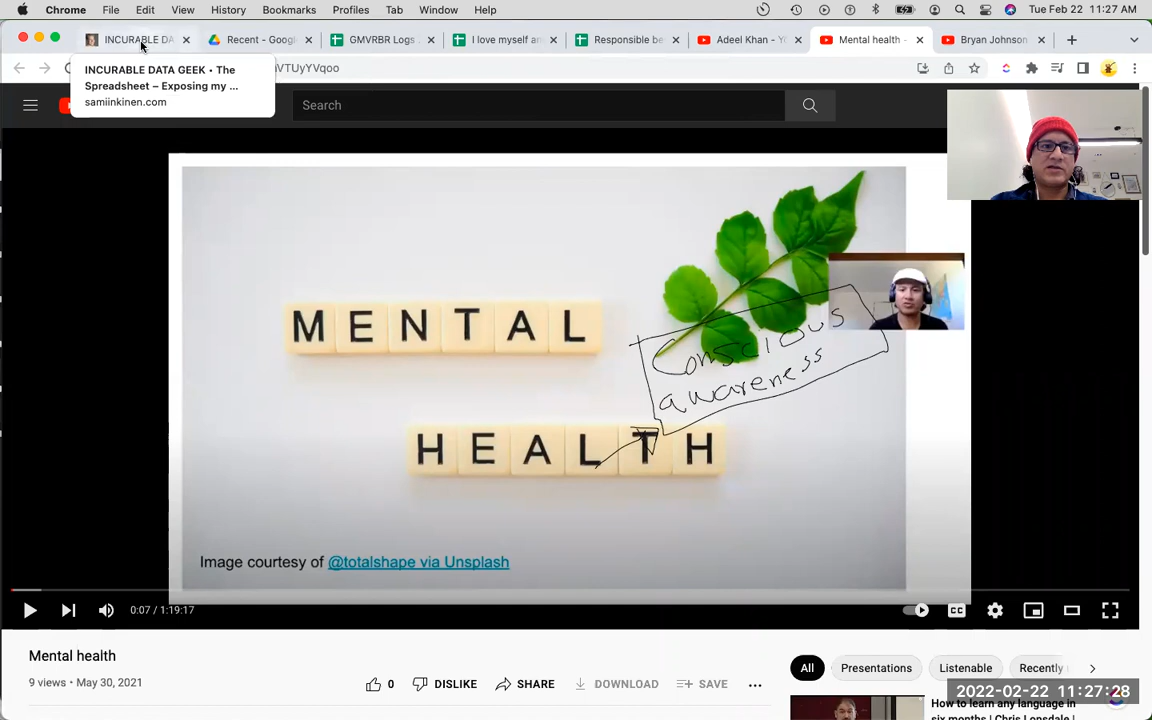 Chrome File Edit View History Bookmarks Profiles Tab Window Help Tue Feb 22 11:27 AM
INCURABLE DA Recent - Googl GMVRBR Logs I love myself an Responsible be Adeel Khan - Y Mental health - Bryan Johnson
VTUyYVqoo
INCURABLE DATA GEEK • The
Spreadsheet – Exposing my ...
samiinkinen.com
Search
MENTAL
Conscious
awareness
HEALTH
Image courtesy of @totalshape via Unsplash
0:07 / 1:19:17
CC
Mental health
9 views • May 30, 2021
0 DISLIKE SHARE DOWNLOAD SAVE
All Presentations Listenable Recently
2022-02-22 11:27:28
How to learn any language in
six months | Chris Lonsdale |